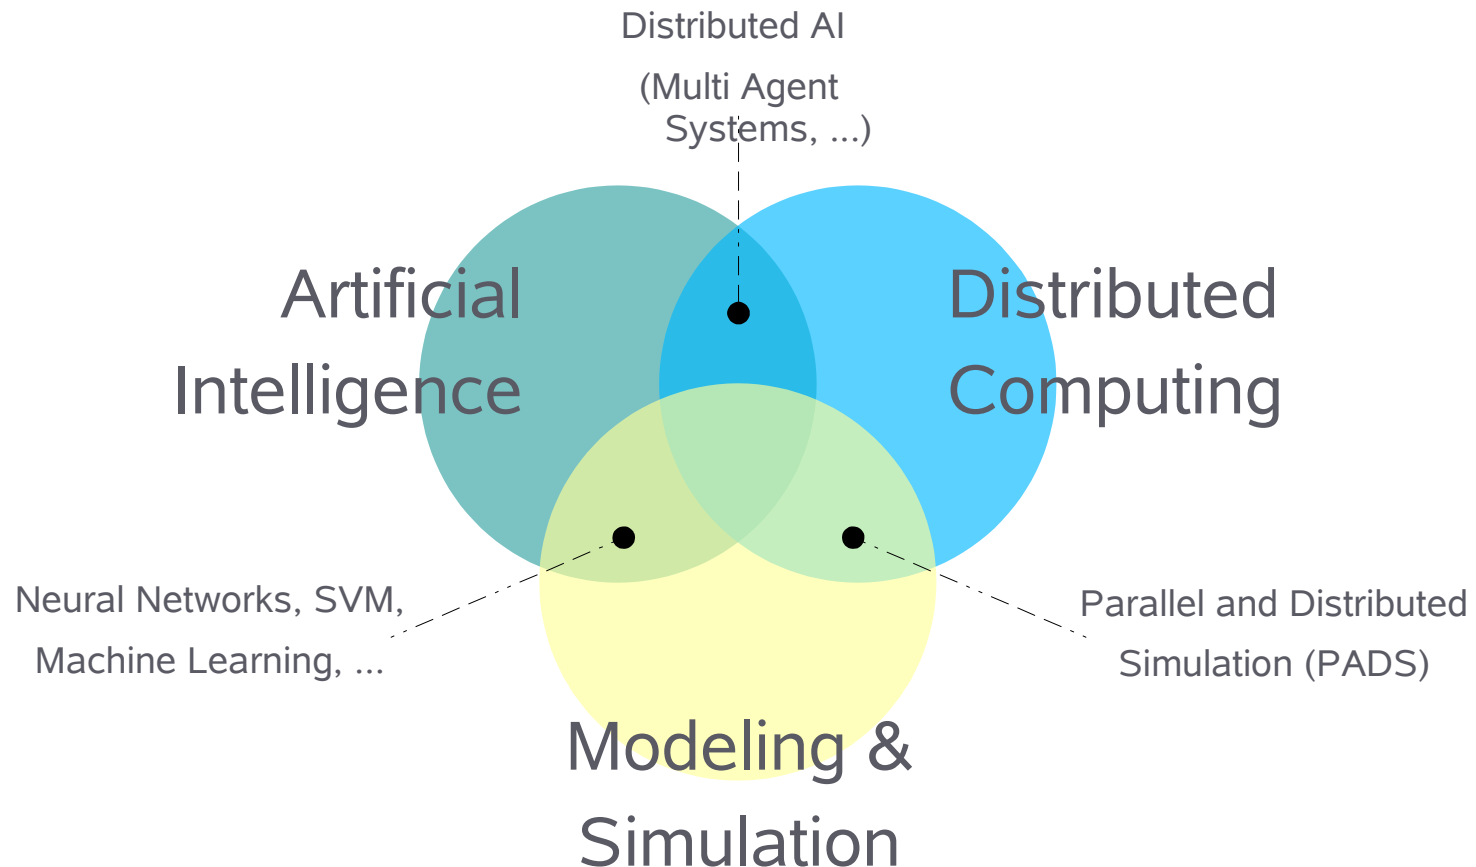 Distributed AI
(Multi Agent
Systems, ...)
Artificial
Intelligence
Distributed
Computing
Neural Networks, SVM,
Machine Learning, ...
Parallel and Distributed
Simulation (PADS)
Modeling &
Simulation